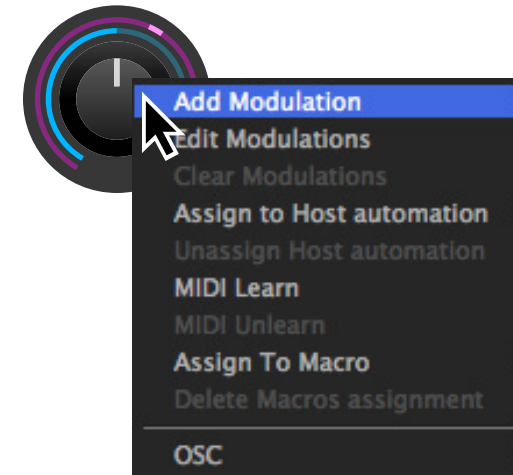 Add Modulation
Edit Modulations
Clear Modulations
Assign to Host automation
Unassign Host automation
MIDI Learn
MIDI Unlearn
Assign To Macro
Delete Macros assignment
OSC